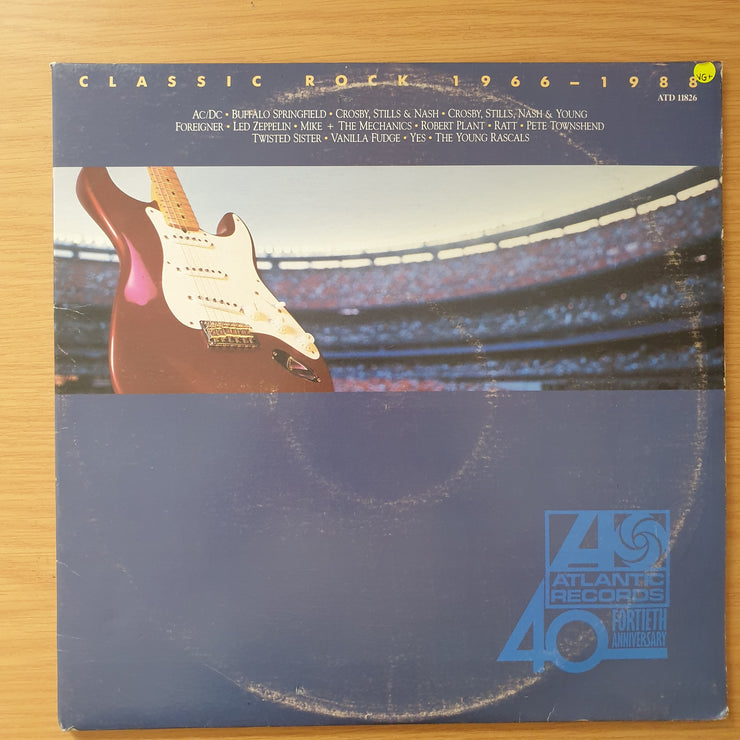 CLASSIC ROCK 1966–1988
VG+
ATD 11826
AC/DC • BUFFALO SPRINGFIELD • CROSBY, STILLS & NASH • CROSBY, STILLS, NASH & YOUNG
FOREIGNER • LED ZEPPELIN • MIKE + THE MECHANICS • ROBERT PLANT • RATT • PETE TOWNSHEND
TWISTED SISTER • VANILLA FUDGE • YES • THE YOUNG RASCALS
ATLANTIC
RECORDS
40 FORTIETH
ANNIVERSARY